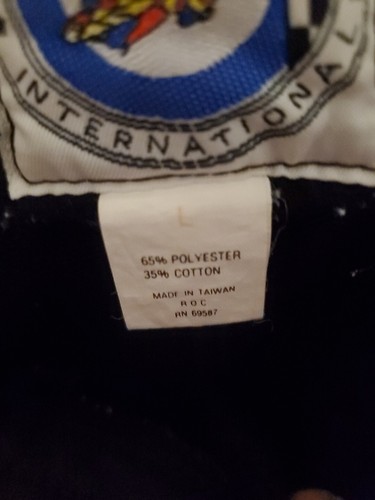 INTERNATIONAL
L
65% POLYESTER
35% COTTON
MADE IN TAIWAN
R O C
RN 69587